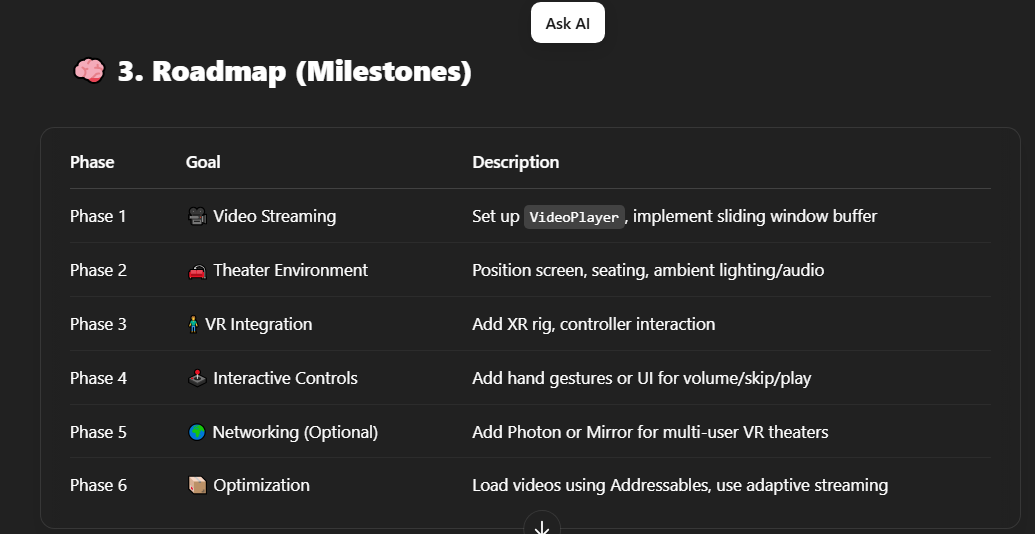 Ask AI
🧠 3. Roadmap (Milestones)
Phase Goal Description
Phase 1 🎥 Video Streaming Set up VideoPlayer, implement sliding window buffer
Phase 2 🛋️ Theater Environment Position screen, seating, ambient lighting/audio
Phase 3 🧍 VR Integration Add XR rig, controller interaction
Phase 4 🕹️ Interactive Controls Add hand gestures or UI for volume/skip/play
Phase 5 🌍 Networking (Optional) Add Photon or Mirror for multi-user VR theaters
Phase 6 📦 Optimization Load videos using Addressables, use adaptive streaming